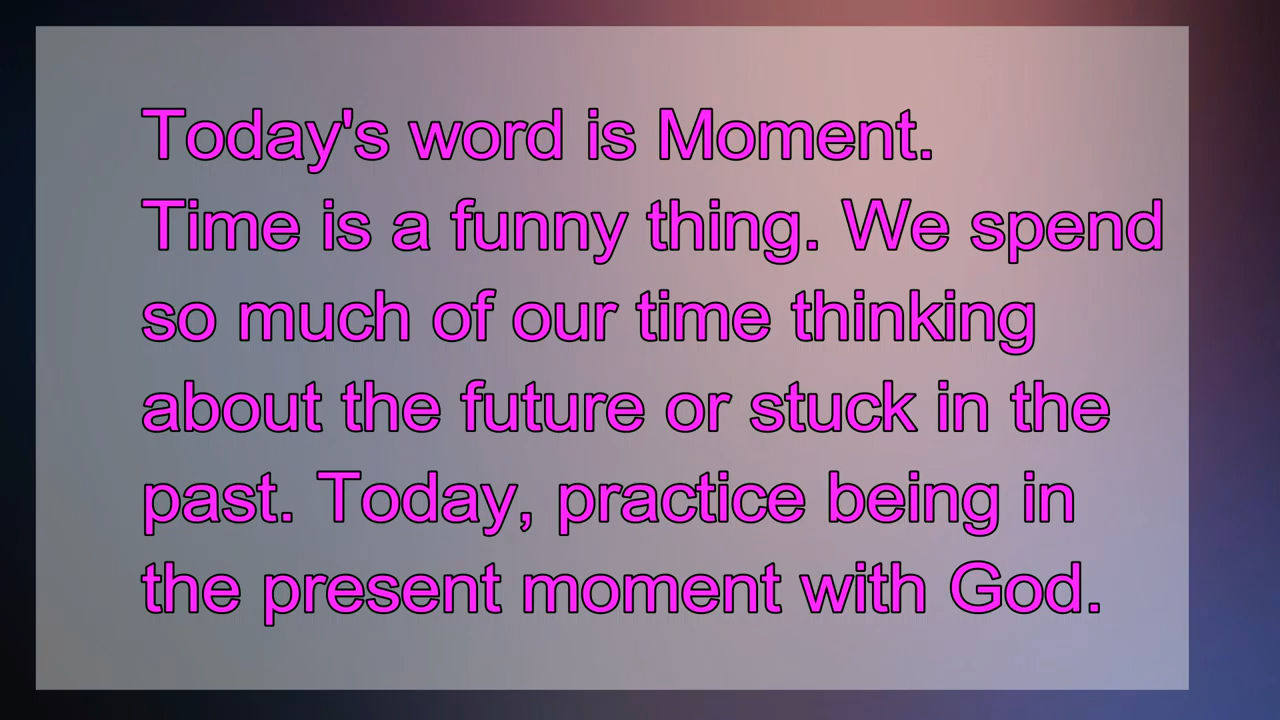 Today's word is Moment.
Time is a funny thing. We spend
so much of our time thinking
about the future or stuck in the
past. Today, practice being in
the present moment with God.